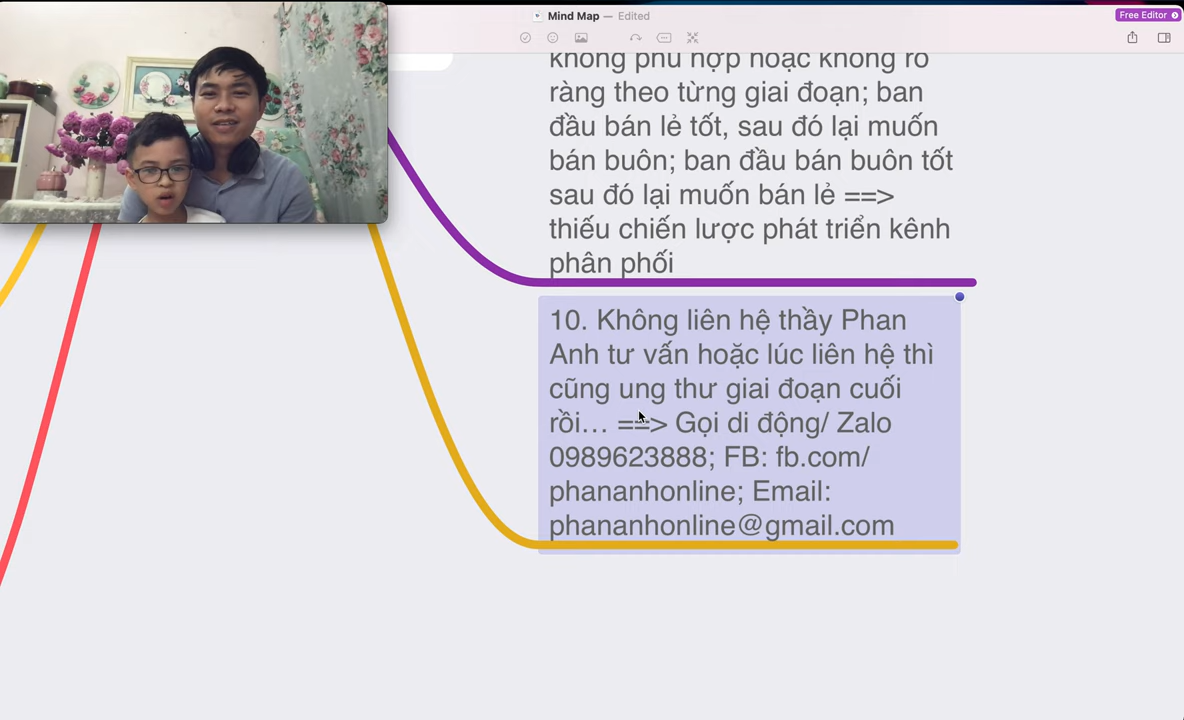 Mind Map — Edited
Free Editor
không phù hợp hoặc không rõ
ràng theo từng giai đoạn; ban
đầu bán lẻ tốt, sau đó lại muốn
bán buôn; ban đầu bán buôn tốt
sau đó lại muốn bán lẻ ==>
thiếu chiến lược phát triển kênh
phân phối
10. Không liên hệ thầy Phan
Anh tư vấn hoặc lúc liên hệ thì
cũng ung thư giai đoạn cuối
rồi... ==> Gọi di động/ Zalo
0989623888; FB: fb.com/
phananhonline; Email:
phananhonline@gmail.com